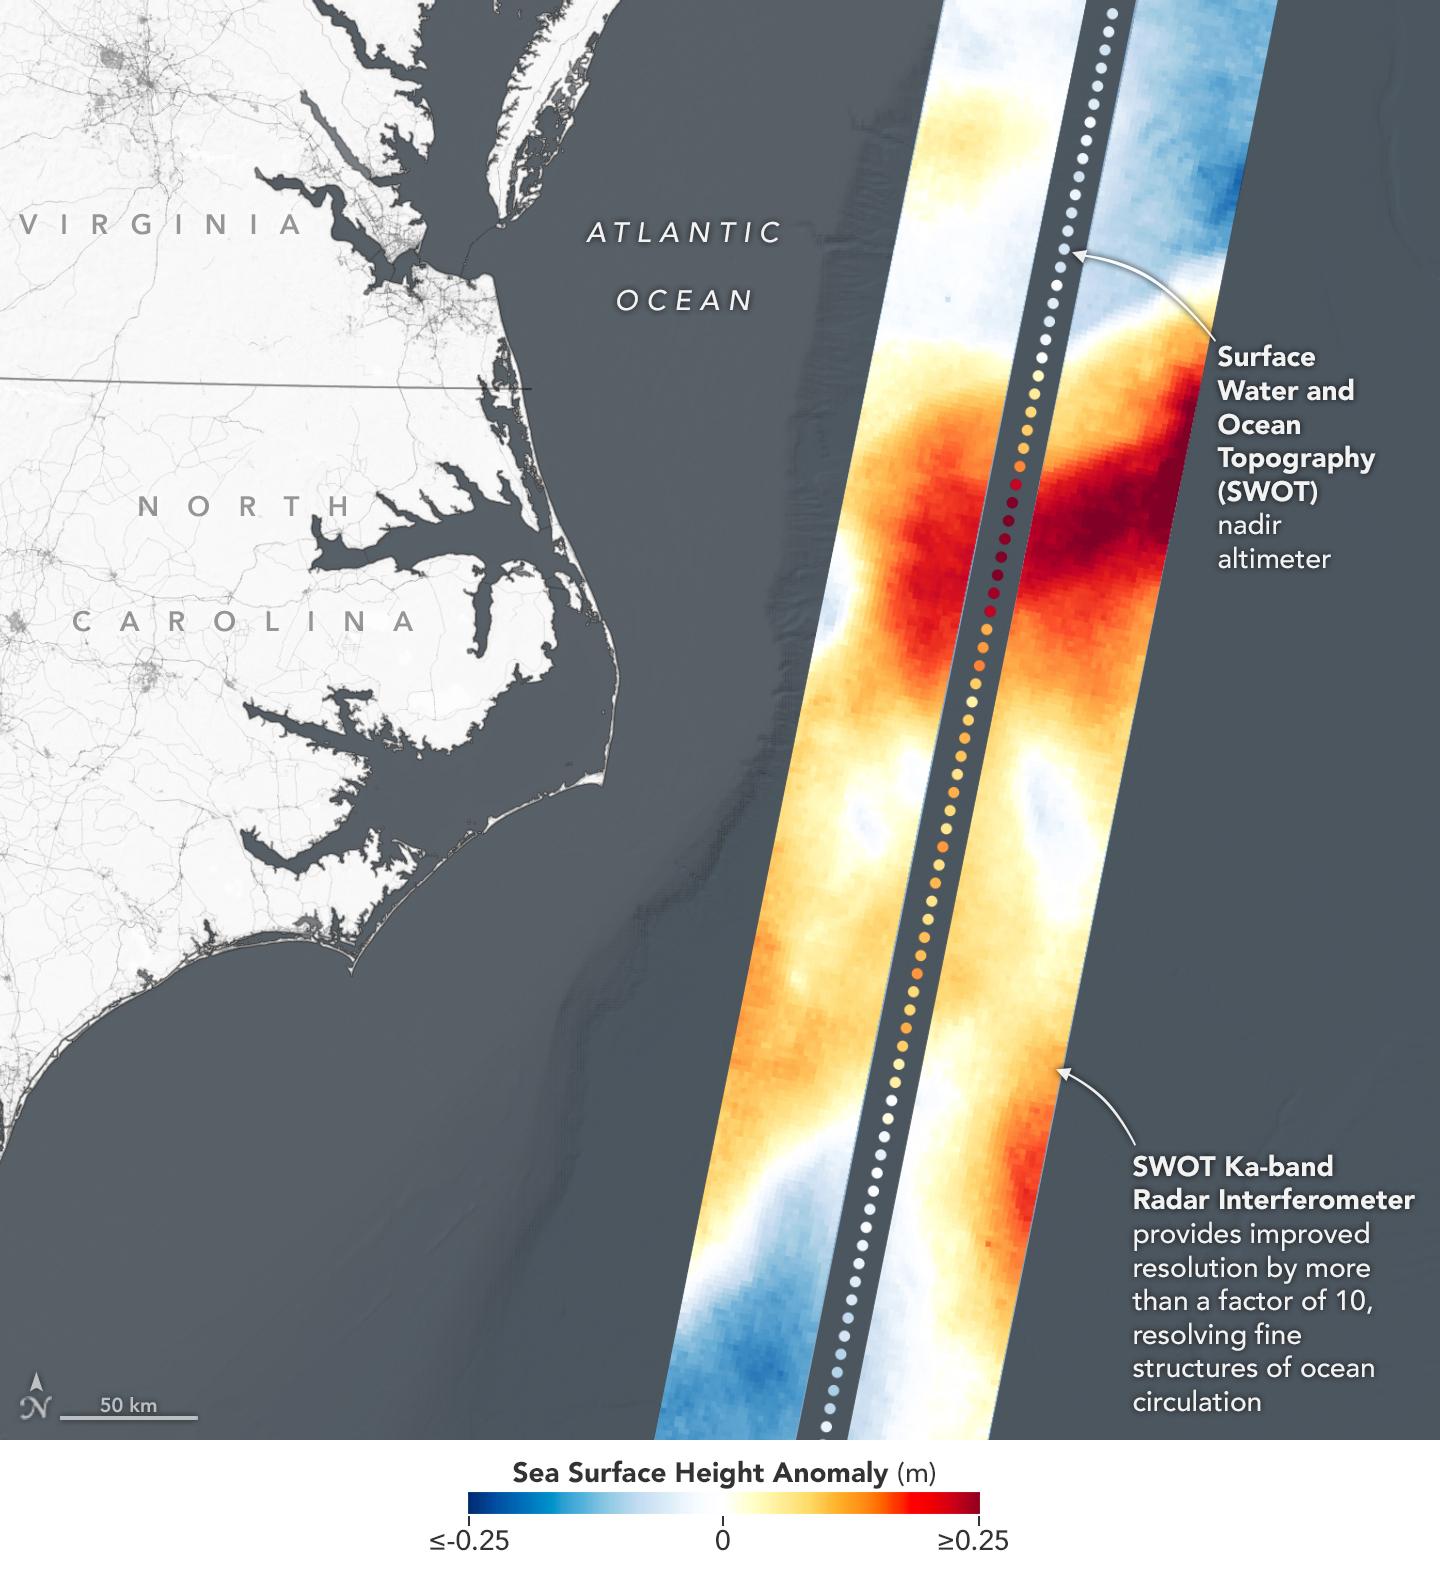 VIRGINIA
ATLANTIC
OCEAN
Surface
Water and
Ocean
Topography
(SWOT)
nadir
altimeter
NORTH
CAROLINA
SWOT Ka-band
Radar Interferometer
provides improved
resolution by more
than a factor of 10,
resolving fine
structures of ocean
circulation
N
50 km
Sea Surface Height Anomaly (m)
≤-0.25 0 ≥0.25